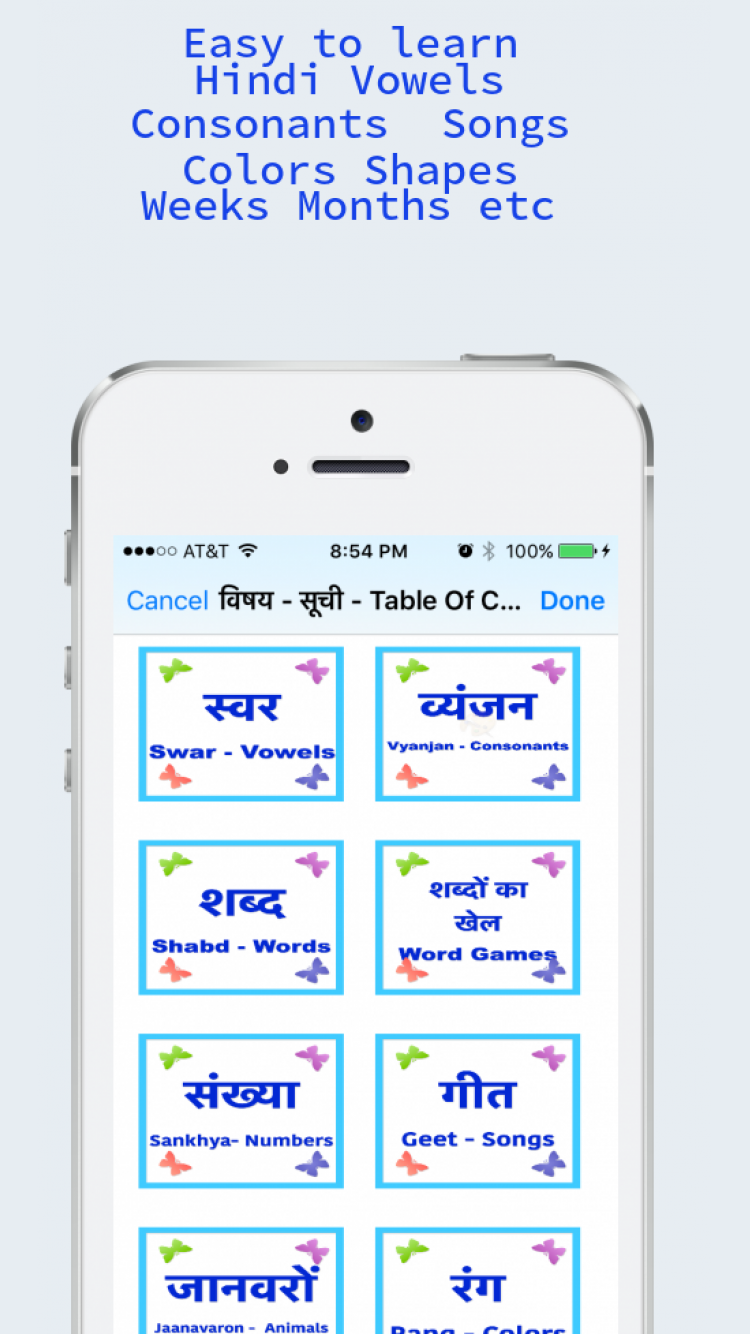 Easy to learn
Hindi Vowels
Consonants Songs
Colors Shapes
Weeks Months etc
AT&T 8:54 PM 100%
Cancel विषय - सूची - Table Of C... Done
स्वर
Swar - Vowels
व्यंजन
Vyanjan - Consonants
शब्द
Shabd - Words
शब्दों का
खेल
Word Games
संख्या
Sankhya- Numbers
गीत
Geet - Songs
जानवरों
Jaanavaron - Animals
रंग
Rang - Colors